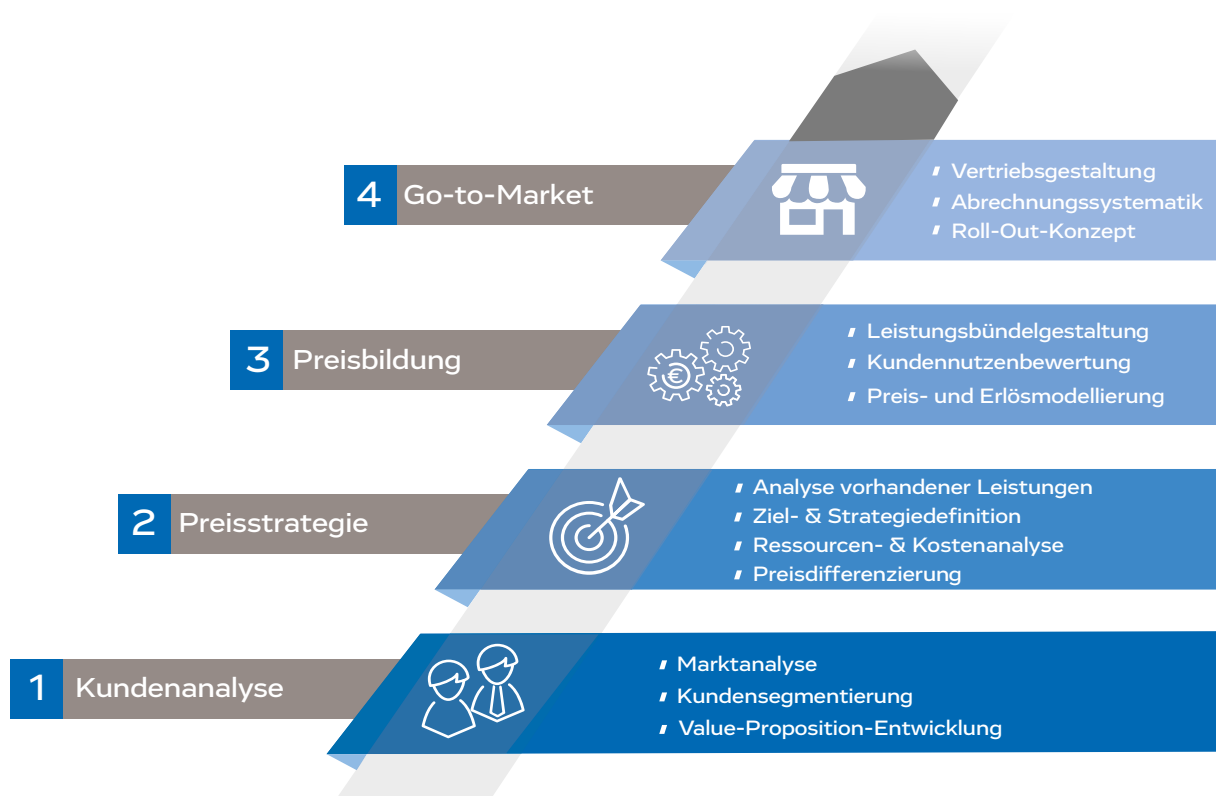 4 Go-to-Market
Vertriebsgestaltung
Abrechnungssystematik
Roll-Out-Konzept
3 Preisbildung
€
Leistungsbündelgestaltung
Kundennutzenbewertung
Preis- und Erlösmodellierung
2 Preisstrategie
Analyse vorhandener Leistungen
Ziel- & Strategiedefinition
Ressourcen- & Kostenanalyse
Preisdifferenzierung
1 Kundenanalyse
Marktanalyse
Kundensegmentierung
Value-Proposition-Entwicklung